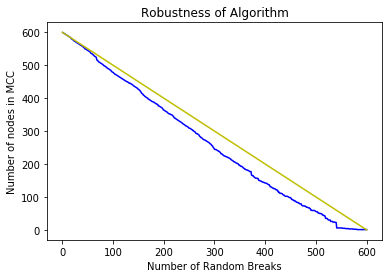 Robustness of Algorithm
Number of nodes in MCC
600
500
400
300
200
100
0
0 100 200 300 400 500 600
Number of Random Breaks